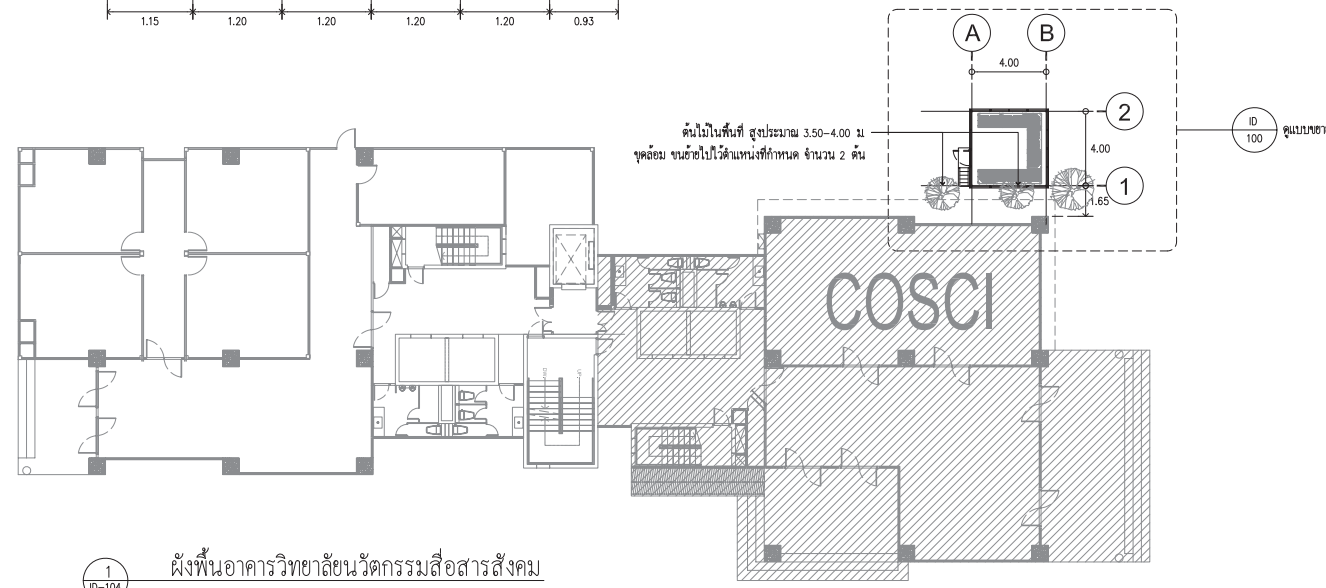 1.15 1.20 1.20 1.20 1.20 0.93
A B
4.00
2
ต้นไม้ในพื้นที่ สูงประมาณ 3.50-4.00 ม
ขุดล้อม ขนย้ายไปไว้ตำแหน่งที่กำหนด จำนวน 2 ต้น
ID
100
ดูแบบขยา
4.00
1
1.65
COSCI
X
DN
UP
1
ID-104
ผังพื้นอาคารวิทยาลัยนวัตกรรมสื่อสารสังคม